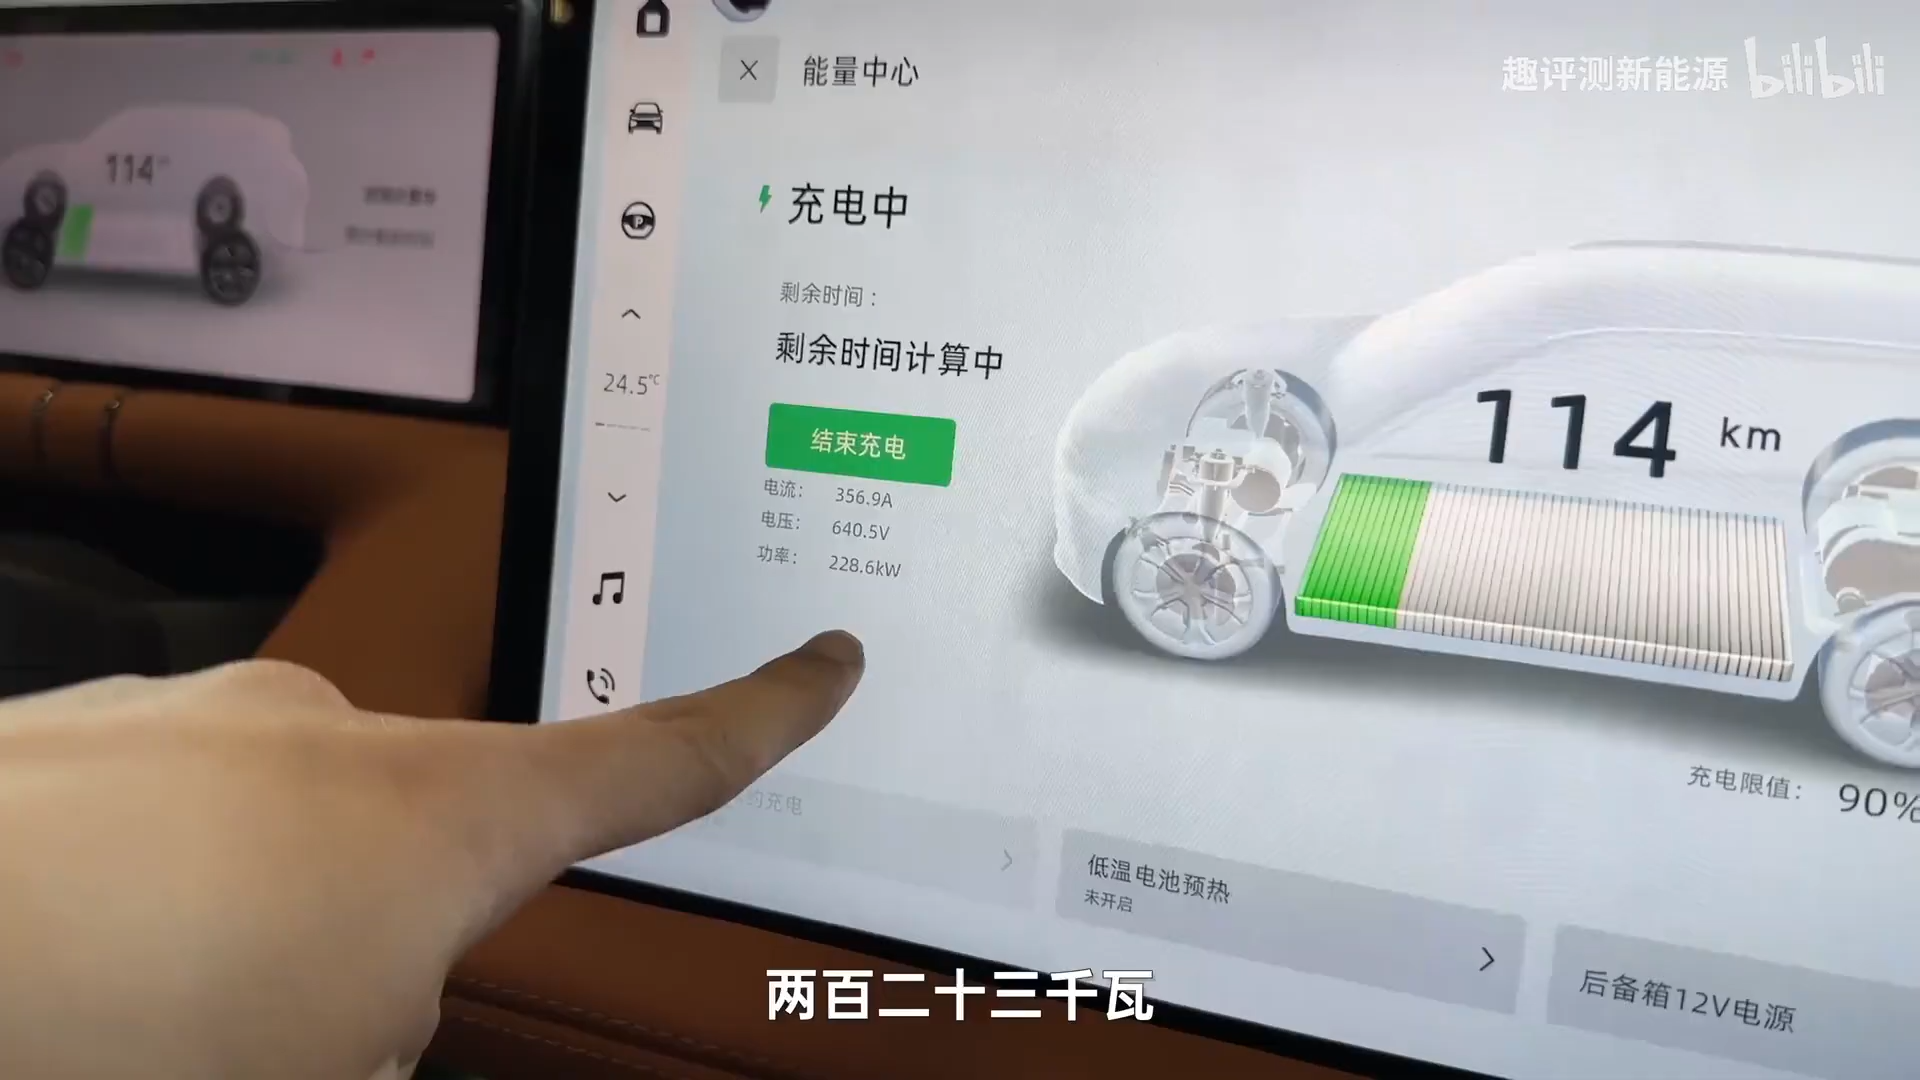 趣评测新能源 bilibili
能量中心
充电中
剩余时间：
剩余时间计算中
24.5℃
结束充电
电流： 356.9A
电压： 640.5V
功率： 228.6kW
114
114 km
充电限值： 90%
约充电
低温电池预热
未开启
后备箱12V电源
两百二十三千瓦